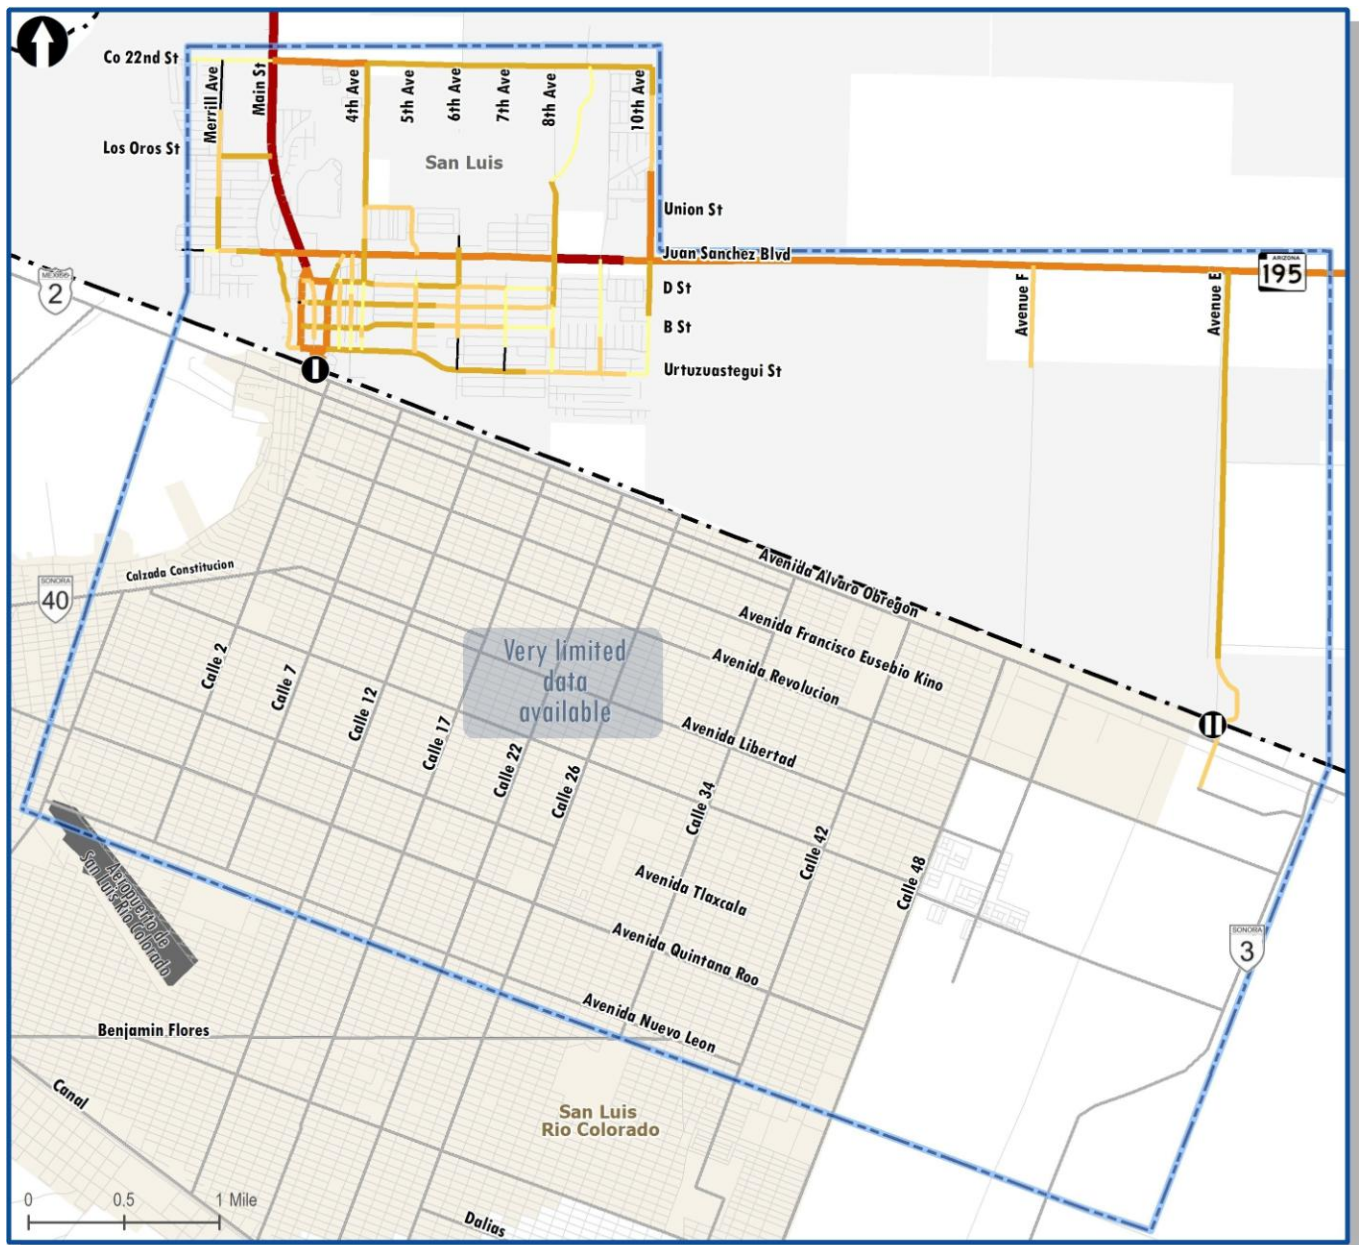 Co 22nd St
Merrill Ave
Main St
4th Ave
5th Ave
6th Ave
7th Ave
8th Ave
10th Ave
Los Oros St
San Luis
Union St
Juan Sanchez Blvd
ARIZONA
195
MEXICO
2
D St
Avenue F
Avenue E
B St
Urtuzuastegui St
I
Avenida Alvaro Obregon
Calzada Constitucion
SONORA
40
Avenida Francisco Eusebio Kino
Very limited
data
available
Avenida Revolucion
Calle 2
Calle 7
Calle 12
Calle 17
Calle 22
Calle 26
Avenida Libertad
II
Calle 34
Calle 42
Calle 48
Aeropuerto de
San Luis Rio Colorado
Avenida Tlaxcala
Avenida Quintana Roo
SONORA
3
Avenida Nuevo Leon
Benjamin Flores
Canal
San Luis
Rio Colorado
0 0.5 1 Mile
Dalias